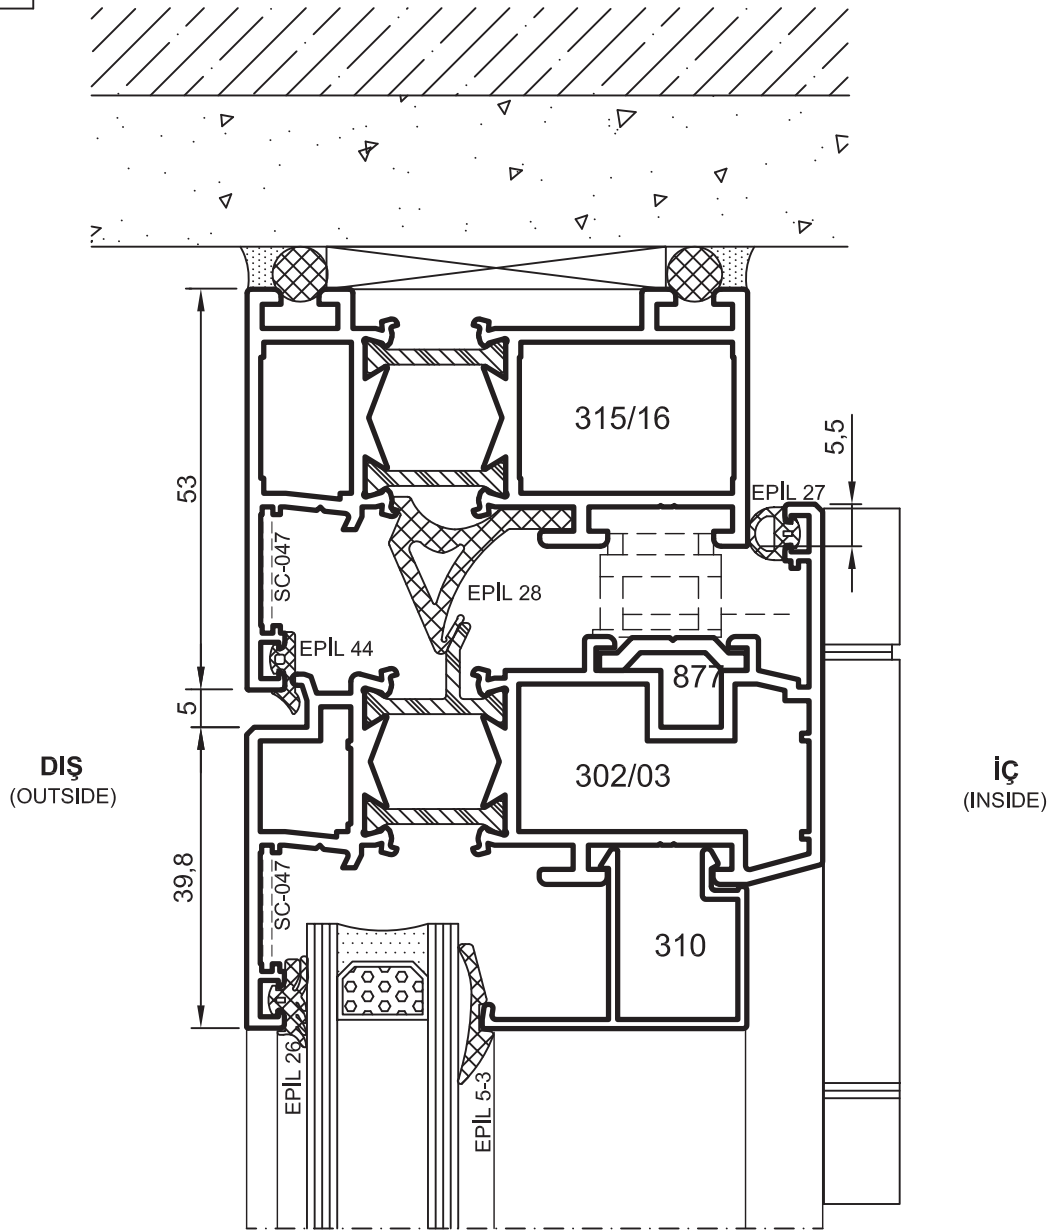 315/16
5,5
EPİL 27
53
SC-047
EPİL 28
EPİL 44
877
5
DIŞ
(OUTSIDE)
302/03
İÇ
(INSIDE)
39,8
SC-047
310
EPİL 26
EPİL 5-3